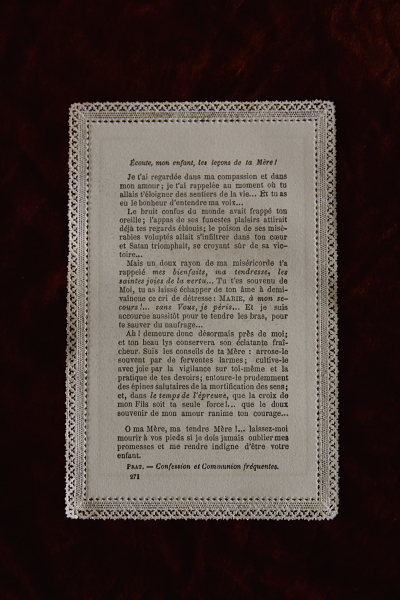 Écoute, mon enfant, les leçons de ta Mère!
Je t'ai regardée dans ma compassion et dans
mon amour; je t'ai rappelée au moment où tu
allais t'éloigner des sentiers de la vie... Et tu as
eu le bonheur d'entendre ma voix...
Le bruit confus du monde avait frappé ton
oreille; l'appas de ses funestes plaisirs attirait
déjà tes regards éblouis; le poison de ses misé-
rables voluptés allait s'infiltrer dans ton cœur
et Satan triomphait, se croyant sûr de sa vic-
toire...
Mais un doux rayon de ma miséricorde t'a
rappelé mes bienfaits, ma tendresse, les
saintes joies de la vertu... Tu t'es souvenu de
Moi, tu as laissé échapper de ton âme à demi-
vaincue ce cri de détresse: MARIE, à mon se-
cours!... sans Vous, je péris... Et je suis
accourue aussitôt pour te tendre les bras, pour
te sauver du naufrage...
Ah! demeure donc désormais près de moi;
et ton beau lys conservera son éclatante fraî-
cheur. Suis les conseils de ta Mère: arrose-le
souvent par de ferventes larmes; cultive-le
avec joie par la vigilance sur toi-même et la
pratique de tes devoirs; entoure-le prudemment
des épines salutaires de la mortification des sens;
et, dans le temps de l'épreuve, que la croix de
mon Fils soit ta seule force!... que le doux
souvenir de mon amour ranime ton courage...
O ma Mère, ma tendre Mère!... laissez-moi
mourir à vos pieds si je dois jamais oublier mes
promesses et me rendre indigne d'être votre
enfant.
PRAT. — Confession et Communion fréquentes.
271